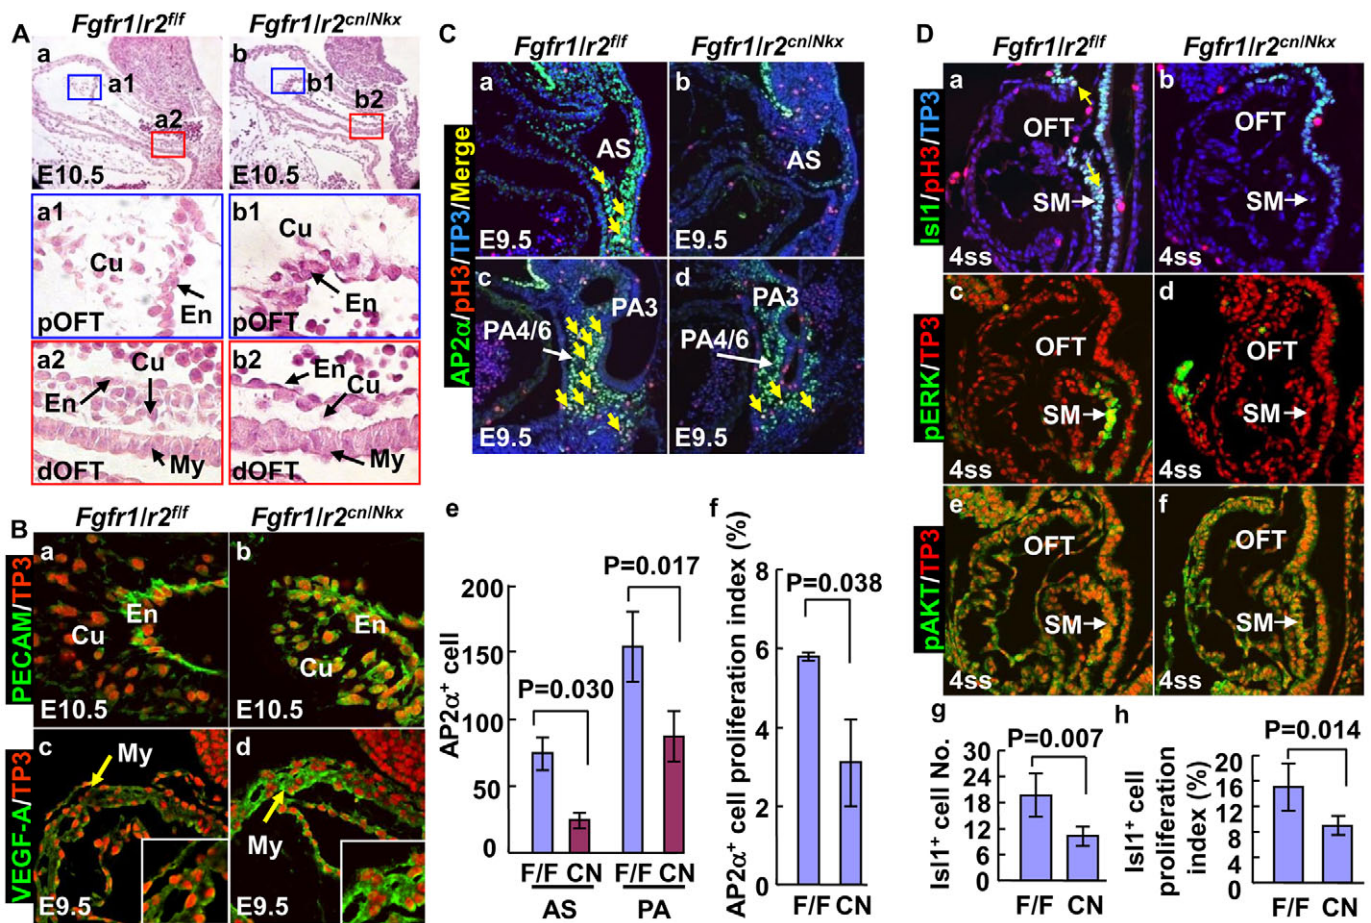 A
Fgfr1/r2f/f
Fgfr1/r2cn/Nkx
a
a1
a2
E10.5
b
b1
b2
E10.5
a1
Cu
En
pOFT
b1
Cu
En
pOFT
a2
Cu
En
My
dOFT
b2
En
Cu
My
dOFT
B
Fgfr1/r2f/f
Fgfr1/r2cn/Nkx
PECAM/TP3
a
En
Cu
E10.5
b
En
Cu
E10.5
VEGF-A/TP3
c
My
E9.5
d
My
E9.5
C
Fgfr1/r2f/f
Fgfr1/r2cn/Nkx
AP2α/pH3/TP3/Merge
a
AS
E9.5
b
AS
E9.5
c
PA3
PA4/6
E9.5
d
PA3
PA4/6
E9.5
e
AP2α+ cell
200
150
100
50
0
P=0.030
P=0.017
F/F CN F/F CN
AS PA
f
AP2α+ cell proliferation index (%)
8
6
4
2
0
P=0.038
F/F CN
D
Fgfr1/r2f/f
Fgfr1/r2cn/Nkx
Isl1/pH3/TP3
a
OFT
SM
4ss
b
OFT
SM
4ss
pERK/TP3
c
OFT
SM
4ss
d
OFT
SM
4ss
pAKT/TP3
e
OFT
SM
4ss
f
OFT
SM
4ss
g
Isl1+ cell No.
30
24
18
12
6
0
P=0.007
F/F CN
h
Isl1+ cell
proliferation
index (%)
20
16
12
8
4
0
P=0.014
F/F CN